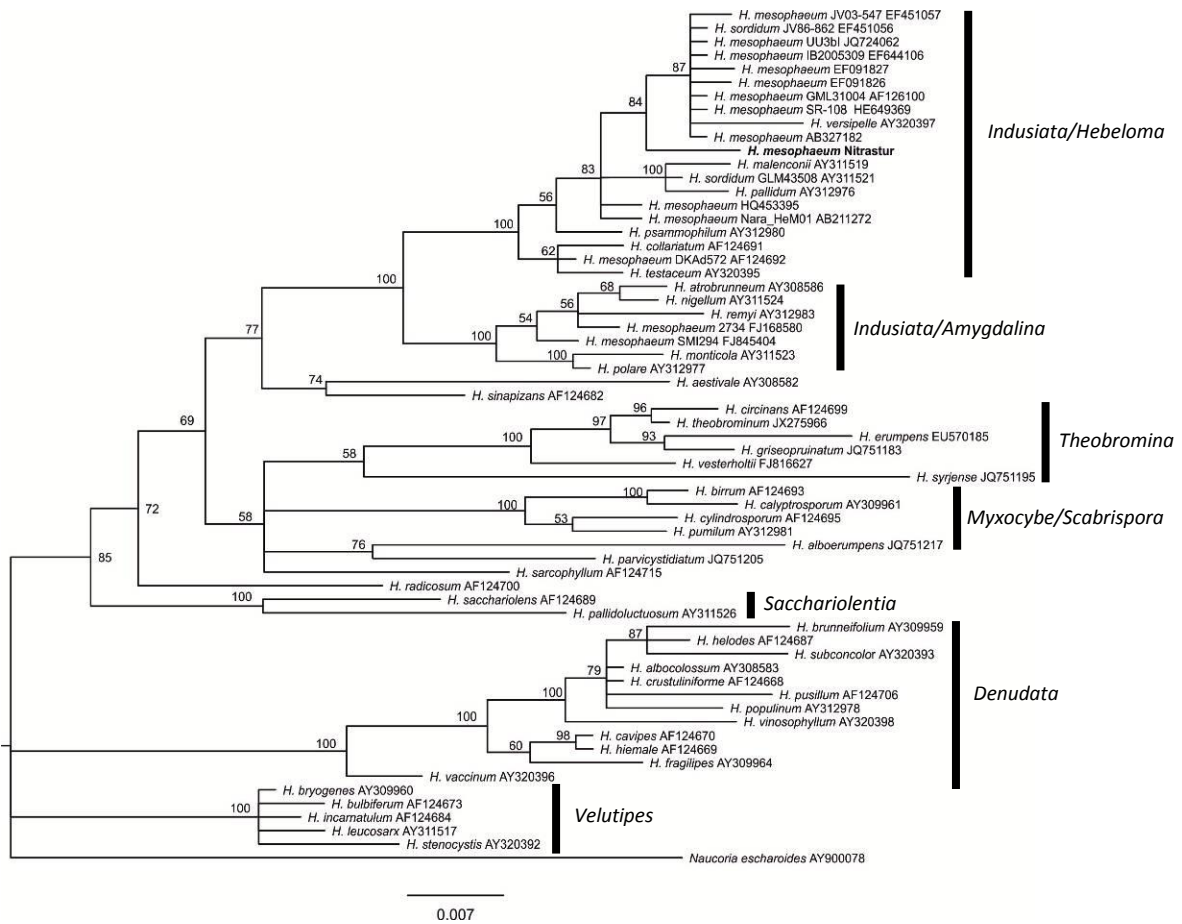 H. mesophaeum JV03-547 EF451057
H. sordidum JV86-862 EF451056
H. mesophaeum UU3bl JQ724062
H. mesophaeum IB2005309 EF644106
87
H. mesophaeum EF091827
H. mesophaeum EF091826
H. mesophaeum GML31004 AF126100
84
H. mesophaeum SR-108 HE649369
H. versipelle AY320397
H. mesophaeum AB327182
Indusiata/Hebeloma
H. mesophaeum Nitrastur
H. malenconii AY311519
83
100
H. sordidum GLM43508 AY311521
H. pallidum AY312976
56
H. mesophaeum HQ453395
H. mesophaeum Nara_HeM01 AB211272
100
H. psammophilum AY312980
H. collariatum AF124691
62
H. mesophaeum DKAd572 AF124692
H. testaceum AY320395
100
68
H. atrobrunneum AY308586
H. nigellum AY311524
56
H. remyi AY312983
54
H. mesophaeum 2734 FJ168580
Indusiata/Amygdalina
77
100
H. mesophaeum SMI294 FJ845404
100
H. monticola AY311523
H. polare AY312977
74
H. aestivale AY308582
H. sinapizans AF124682
96
H. circinans AF124699
69
97
H. theobrominum JX275966
100
93
H. erumpens EU570185
H. griseopruinatum JQ751183
Theobromina
58
H. vesterholtii FJ816627
H. syrjense JQ751195
100
H. birrum AF124693
100
H. calyptrosporum AY309961
72
58
53
H. cylindrosporum AF124695
H. pumilum AY312981
Myxocybe/Scabrispora
76
H. alboerumpens JQ751217
H. parvicystidiatum JQ751205
85
H. sarcophyllum AF124715
H. radicosum AF124700
100
H. sacchariolens AF124689
H. pallidoluctuosum AY311526
Sacchariolentia
H. brunneifolium AY309959
87
H. helodes AF124687
H. subconcolor AY320393
79
H. albocolossum AY308583
H. crustuliniforme AF124668
100
H. pusillum AF124706
H. populinum AY312978
Denudata
100
H. vinosophyllum AY320398
98
H. cavipes AF124670
100
60
H. hiemale AF124669
H. fragilipes AY309964
H. vaccinum AY320396
H. bryogenes AY309960
100
H. bulbiferum AF124673
H. incarnatulum AF124684
Velutipes
H. leucosarx AY311517
H. stenocystis AY320392
Naucoria escharoides AY900078
0.007